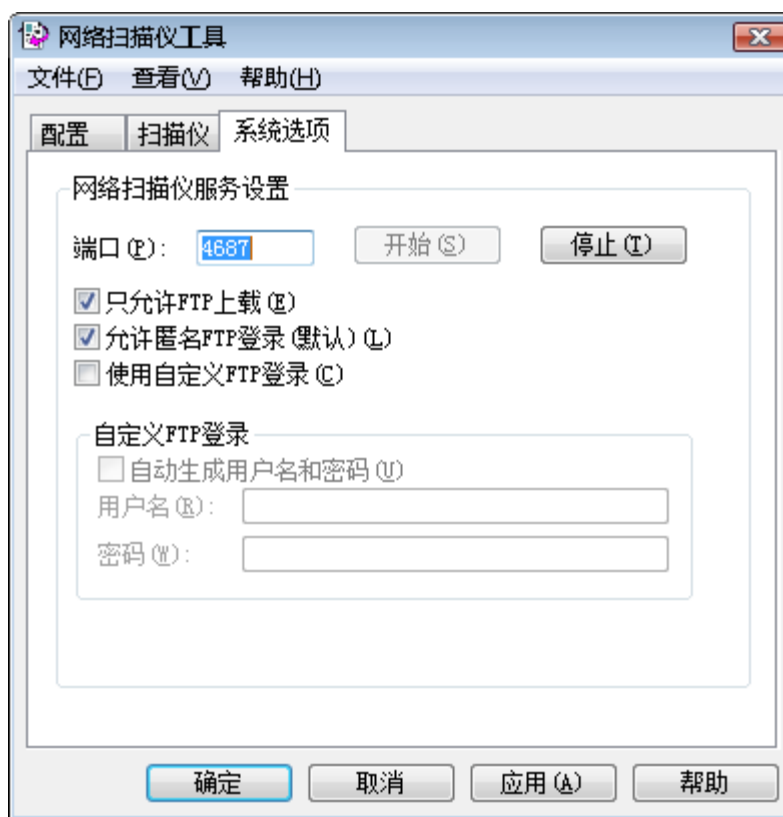 网络扫描仪工具
文件(F) 查看(V) 帮助(H)
配置 扫描仪 系统选项
网络扫描仪服务设置
端口(P): 4687 开始(S) 停止(T)
只允许FTP上载(E)
允许匿名FTP登录(默认)(L)
使用自定义FTP登录(C)
自定义FTP登录
自动生成用户名和密码(U)
用户名(R):
密码(W):
确定 取消 应用(A) 帮助